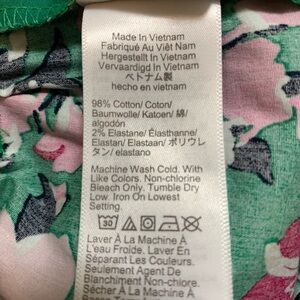 Made In Vietnam
Fabriqué Au Viêt Nam
Hergestellt In Vietnam
Vervaardigd In Vietnam
ベトナム製
hecho en vietnam
98% Cotton/ Coton/
Baumwolle/ Katoen/ 綿/
algodón
2% Elastane/ Élasthanne/
Elastan/ Elastaan/ ポリウレ
タン/ elastano
Machine Wash Cold. With
Like Colors. Non-chlorine
Bleach Only. Tumble Dry
Low. Iron On Lowest
Setting.
30
Laver À La Machine À
L'eau Froide. Laver En
Séparant Les Couleurs.
Seulement Agent De
Blanchiment Non-chloré.
Sécher À La Machine À